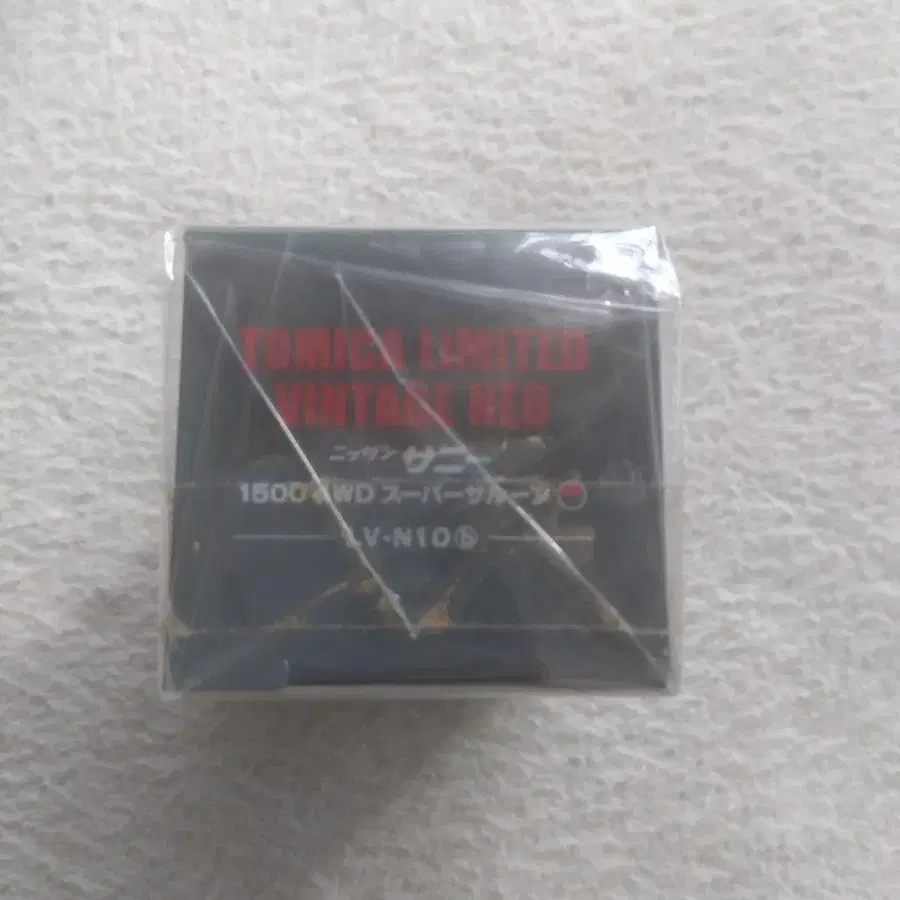 TOMICA LIMITED
VINTAGE NEO
ニッサン サニー
1500 4WD スーパーサルーン
LV-N10ⓑ